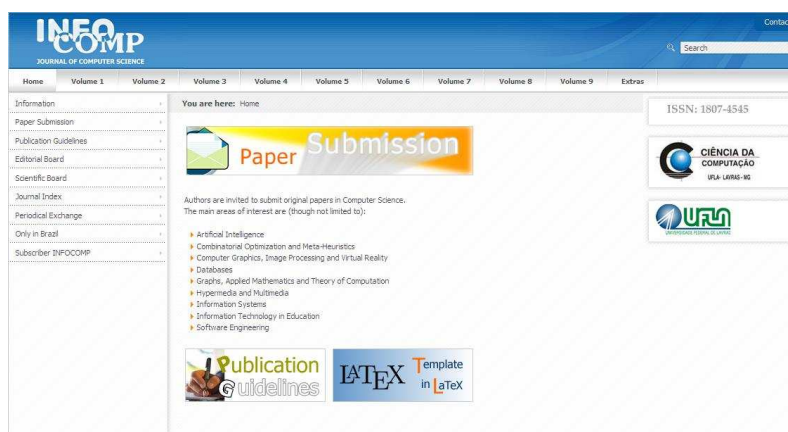 INFO
COMP
JOURNAL OF COMPUTER SCIENCE
Contac
Search
Home Volume 1 Volume 2 Volume 3 Volume 4 Volume 5 Volume 6 Volume 7 Volume 8 Volume 9 Extras
Information
Paper Submission
Publication Guidelines
Editorial Board
Scientific Board
Journal Index
Periodical Exchange
Only in Brazil
Subscriber INFOCOMP
You are here: Home
Paper Submission
Authors are invited to submit original papers in Computer Science.
The main areas of interest are (though not limited to):
Artificial Intelligence
Combinatorial Optimization and Meta-Heuristics
Computer Graphics, Image Processing and Virtual Reality
Databases
Graphs, Applied Mathematics and Theory of Computation
Hypermedia and Multimedia
Information Systems
Information Technology in Education
Software Engineering
Publication
Guidelines
LATEX Template
in LaTeX
ISSN: 1807-4545
CIÊNCIA DA
COMPUTAÇÃO
UFLA- LAVRAS - MG
UFLA
UNIVERSIDADE FEDERAL DE LAVRAS